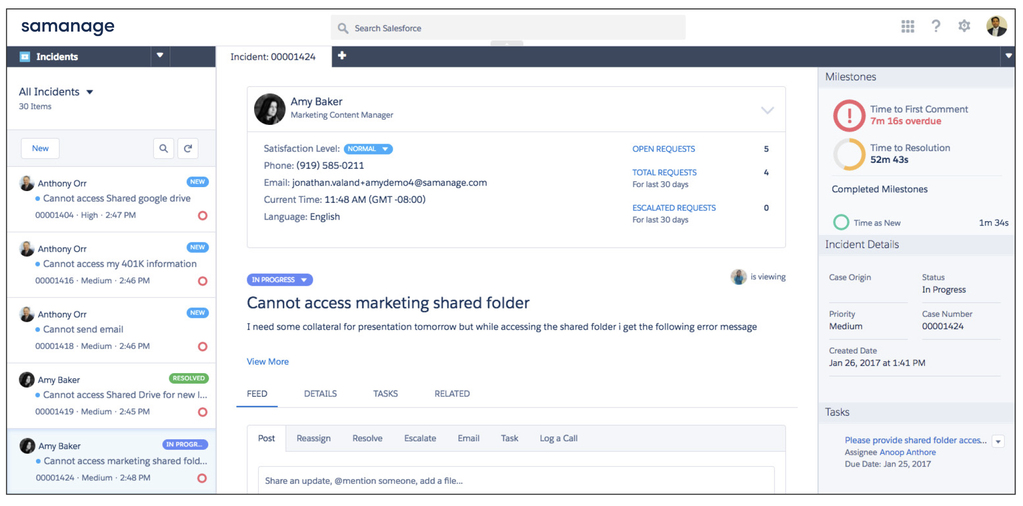 samanage
Search Salesforce
Incidents
Incident: 00001424
All Incidents
30 Items
New
Anthony Orr
NEW
Cannot access Shared google drive
00001404 · High · 2:47 PM
Anthony Orr
NEW
Cannot access my 401K information
00001416 · Medium · 2:46 PM
Anthony Orr
NEW
Cannot send email
00001418 · Medium · 2:46 PM
Amy Baker
RESOLVED
Cannot access Shared Drive for new I...
00001419 · Medium · 2:45 PM
Amy Baker
IN PROGR...
Cannot access marketing shared fold...
00001424 · Medium · 2:48 PM
Amy Baker
Marketing Content Manager
Satisfaction Level: NORMAL
Phone: (919) 585-0211
Email: jonathan.valand+amydemo4@samanage.com
Current Time: 11:48 AM (GMT -08:00)
Language: English
OPEN REQUESTS 5
TOTAL REQUESTS 4
For last 30 days
ESCALATED REQUESTS 0
For last 30 days
IN PROGRESS
is viewing
Cannot access marketing shared folder
I need some collateral for presentation tomorrow but while accessing the shared folder i get the following error message
View More
FEED DETAILS TASKS RELATED
Post Reassign Resolve Escalate Email Task Log a Call
Share an update, @mention someone, add a file...
Milestones
Time to First Comment
7m 16s overdue
Time to Resolution
52m 43s
Completed Milestones
Time as New 1m 34s
Incident Details
Case Origin
Status
In Progress
Priority
Medium
Case Number
00001424
Created Date
Jan 26, 2017 at 1:41 PM
Tasks
Please provide shared folder acces...
Assignee Anoop Anthore
Due Date: Jan 25, 2017